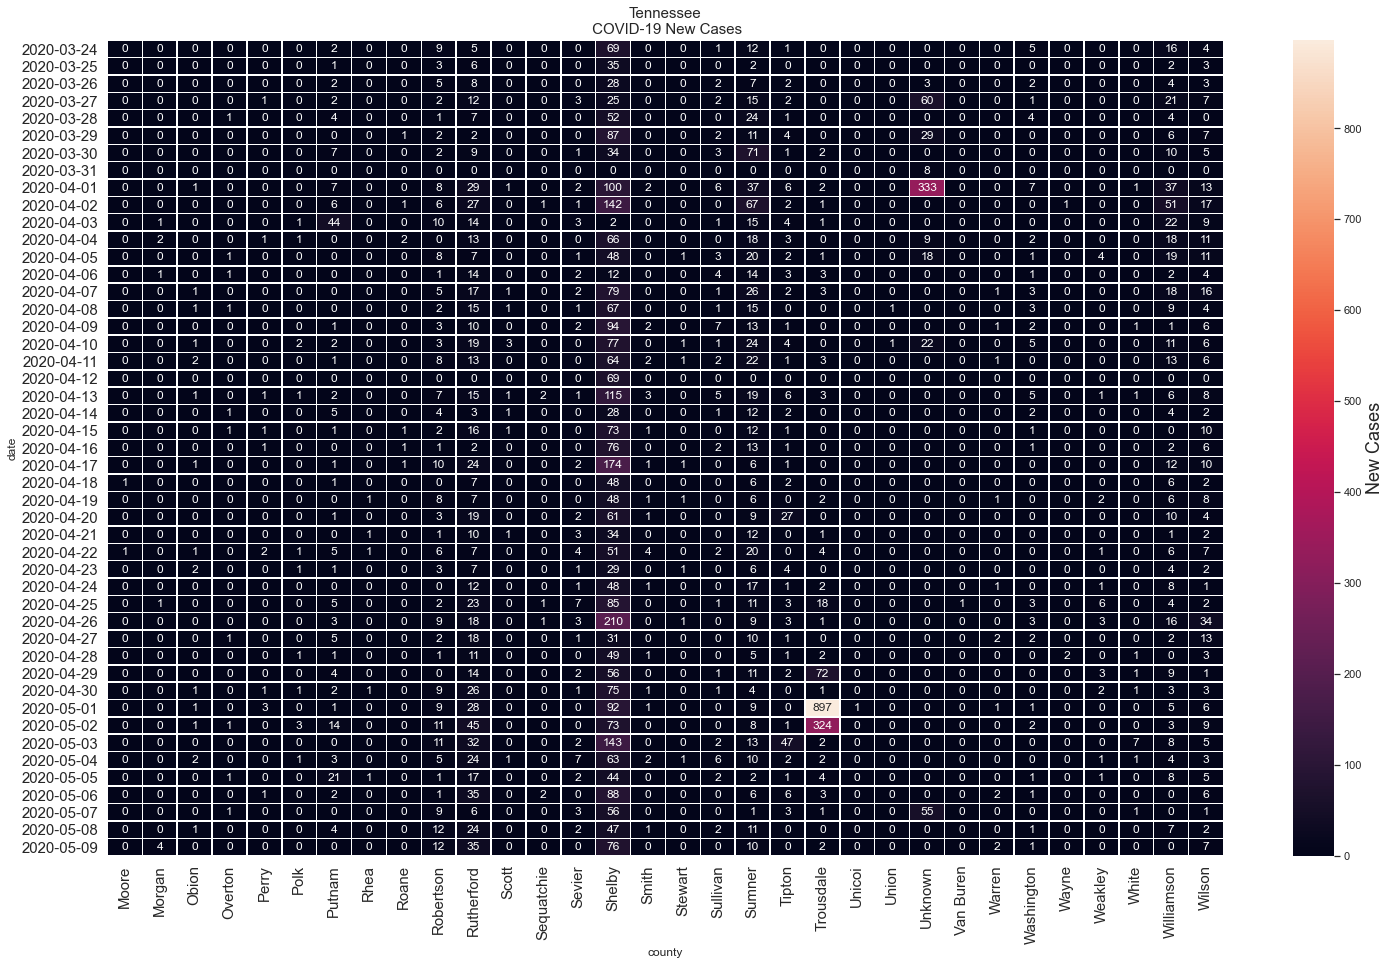 Tennessee
COVID-19 New Cases
2020-03-24 0 0 0 0 0 0 2 0 0 9 5 0 0 0 69 0 0 1 12 1 0 0 0 0 0 0 5 0 0 0 16 4
2020-03-25 0 0 0 0 0 0 1 0 0 3 6 0 0 0 35 0 0 0 2 0 0 0 0 0 0 0 0 0 0 0 2 3
2020-03-26 0 0 0 0 0 0 2 0 0 5 8 0 0 0 28 0 0 2 7 2 0 0 0 3 0 0 2 0 0 0 4 3
2020-03-27 0 0 0 0 1 0 2 0 0 2 12 0 0 3 25 0 0 2 15 2 0 0 0 60 0 0 1 0 0 0 21 7
2020-03-28 0 0 0 1 0 0 4 0 0 1 7 0 0 0 52 0 0 0 24 1 0 0 0 0 0 0 4 0 0 0 4 0
2020-03-29 0 0 0 0 0 0 0 0 1 2 2 0 0 0 87 0 0 2 11 4 0 0 0 29 0 0 0 0 0 0 6 7
2020-03-30 0 0 0 0 0 0 7 0 0 2 9 0 0 1 34 0 0 3 71 1 2 0 0 0 0 0 0 0 0 0 10 5
2020-03-31 0 0 0 0 0 0 0 0 0 0 0 0 0 0 0 0 0 0 0 0 0 0 0 8 0 0 0 0 0 0 0 0
2020-04-01 0 0 1 0 0 0 7 0 0 8 29 1 0 2 100 2 0 6 37 6 2 0 0 333 0 0 7 0 0 1 37 13
2020-04-02 0 0 0 0 0 0 6 0 1 6 27 0 1 1 142 0 0 0 67 2 1 0 0 0 0 0 0 1 0 0 51 17
2020-04-03 0 1 0 0 0 1 44 0 0 10 14 0 0 3 2 0 0 1 15 4 1 0 0 0 0 0 0 0 0 0 22 9
2020-04-04 0 2 0 0 1 1 0 0 2 0 13 0 0 0 66 0 0 0 18 3 0 0 0 9 0 0 2 0 0 0 18 11
2020-04-05 0 0 0 1 0 0 0 0 0 8 7 0 0 1 48 0 1 3 20 2 1 0 0 18 0 0 1 0 4 0 19 11
2020-04-06 0 1 0 1 0 0 0 0 0 1 14 0 0 2 12 0 0 4 14 3 3 0 0 0 0 0 1 0 0 0 2 4
2020-04-07 0 0 1 0 0 0 0 0 0 5 17 1 0 2 79 0 0 1 26 2 3 0 0 0 0 1 3 0 0 0 18 16
2020-04-08 0 0 1 1 0 0 0 0 0 2 15 1 0 1 67 0 0 1 15 0 0 0 1 0 0 0 3 0 0 0 9 4
2020-04-09 0 0 0 0 0 0 1 0 0 3 10 0 0 2 94 2 0 7 13 1 0 0 0 0 0 1 2 0 0 1 1 6
2020-04-10 0 0 1 0 0 2 2 0 0 3 19 3 0 0 77 0 1 1 24 4 0 0 1 22 0 0 5 0 0 0 11 6
2020-04-11 0 0 2 0 0 0 1 0 0 8 13 0 0 0 64 2 1 2 22 1 3 0 0 0 0 1 0 0 0 0 13 6
2020-04-12 0 0 0 0 0 0 0 0 0 0 0 0 0 0 69 0 0 0 0 0 0 0 0 0 0 0 0 0 0 0 0 0
2020-04-13 0 0 1 0 1 1 2 0 0 7 15 1 2 1 115 3 0 5 19 6 3 0 0 0 0 0 5 0 1 1 6 8
2020-04-14 0 0 0 1 0 0 5 0 0 4 3 1 0 0 28 0 0 1 12 2 0 0 0 0 0 0 2 0 0 0 4 2
2020-04-15 0 0 0 1 1 0 1 0 1 2 16 1 0 0 73 1 0 0 12 1 0 0 0 0 0 0 1 0 0 0 0 10
2020-04-16 0 0 0 0 1 0 0 0 1 1 2 0 0 0 76 0 0 2 13 1 0 0 0 0 0 0 1 0 0 0 2 6
2020-04-17 0 0 1 0 0 0 1 0 1 10 24 0 0 2 174 1 1 0 6 1 0 0 0 0 0 0 0 0 0 0 12 10
2020-04-18 1 0 0 0 0 0 1 0 0 0 7 0 0 0 48 0 0 0 6 2 0 0 0 0 0 0 0 0 0 0 6 2
2020-04-19 0 0 0 0 0 0 0 1 0 8 7 0 0 0 48 1 1 0 6 0 2 0 0 0 0 1 0 0 2 0 6 8
2020-04-20 0 0 0 0 0 0 1 0 0 3 19 0 0 2 61 1 0 0 9 27 0 0 0 0 0 0 0 0 0 0 10 4
2020-04-21 0 0 0 0 0 0 0 1 0 1 10 1 0 3 34 0 0 0 12 0 1 0 0 0 0 0 0 0 0 0 1 2
2020-04-22 1 0 1 0 2 1 5 1 0 6 7 0 0 4 51 4 0 2 20 0 4 0 0 0 0 0 0 0 1 0 6 7
2020-04-23 0 0 2 0 0 1 1 0 0 3 7 0 0 1 29 0 1 0 6 4 0 0 0 0 0 0 0 0 0 0 4 2
2020-04-24 0 0 0 0 0 0 0 0 0 0 12 0 0 1 48 1 0 0 17 1 2 0 0 0 0 1 0 0 1 0 8 1
2020-04-25 0 1 0 0 0 0 5 0 0 2 23 0 1 7 85 0 0 1 11 3 18 0 0 0 1 0 3 0 6 0 4 2
2020-04-26 0 0 0 0 0 0 3 0 0 9 18 0 1 3 210 0 1 0 9 3 1 0 0 0 0 0 3 0 3 0 16 34
2020-04-27 0 0 0 1 0 0 5 0 0 2 18 0 0 1 31 0 0 0 10 1 0 0 0 0 0 2 2 0 0 0 2 13
2020-04-28 0 0 0 0 0 1 1 0 0 1 11 0 0 0 49 1 0 0 5 1 2 0 0 0 0 0 0 2 0 1 0 3
2020-04-29 0 0 0 0 0 0 4 0 0 0 14 0 0 2 56 0 0 1 11 2 72 0 0 0 0 0 0 0 3 1 9 1
2020-04-30 0 0 1 0 1 1 2 1 0 9 26 0 0 1 75 1 0 1 4 0 1 0 0 0 0 0 0 0 2 1 3 3
2020-05-01 0 0 1 0 3 0 1 0 0 9 28 0 0 0 92 1 0 0 9 0 897 1 0 0 0 1 1 0 0 0 5 6
2020-05-02 0 0 1 1 0 3 14 0 0 11 45 0 0 0 73 0 0 0 8 1 324 0 0 0 0 0 2 0 0 0 3 9
2020-05-03 0 0 0 0 0 0 0 0 0 11 32 0 0 2 143 0 0 2 13 47 2 0 0 0 0 0 0 0 0 7 8 5
2020-05-04 0 0 2 0 0 1 3 0 0 5 24 1 0 7 63 2 1 6 10 2 2 0 0 0 0 0 0 0 1 1 4 3
2020-05-05 0 0 0 1 0 0 21 1 0 1 17 0 0 2 44 0 0 2 2 1 4 0 0 0 0 0 1 0 1 0 8 5
2020-05-06 0 0 0 0 1 0 2 0 0 1 35 0 2 0 88 0 0 0 6 6 3 0 0 0 0 2 1 0 0 0 0 6
2020-05-07 0 0 0 1 0 0 0 0 0 9 6 0 0 3 56 0 0 0 1 3 1 0 0 55 0 0 0 0 0 1 0 1
2020-05-08 0 0 1 0 0 0 4 0 0 12 24 0 0 2 47 1 0 2 11 0 0 0 0 0 0 0 1 0 0 0 7 2
2020-05-09 0 4 0 0 0 0 0 0 0 12 35 0 0 0 76 0 0 0 10 0 2 0 0 0 0 2 1 0 0 0 0 7
date
Moore Morgan Obion Overton Perry Polk Putnam Rhea Roane Robertson Rutherford Scott Sequatchie Sevier Shelby Smith Stewart Sullivan Sumner Tipton Trousdale Unicoi Union Unknown Van Buren Warren Washington Wayne Weakley White Williamson Wilson
county
800
700
600
500
400
300
200
100
0
New Cases